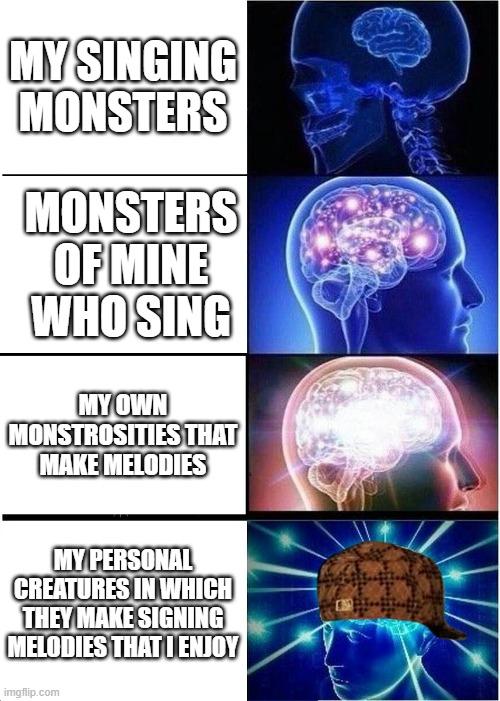 MY SINGING
MONSTERS
MONSTERS
OF MINE
WHO SING
MY OWN
MONSTROSITIES THAT
MAKE MELODIES
MY PERSONAL
CREATURES IN WHICH
THEY MAKE SIGNING
MELODIES THAT I ENJOY
imgflip.com